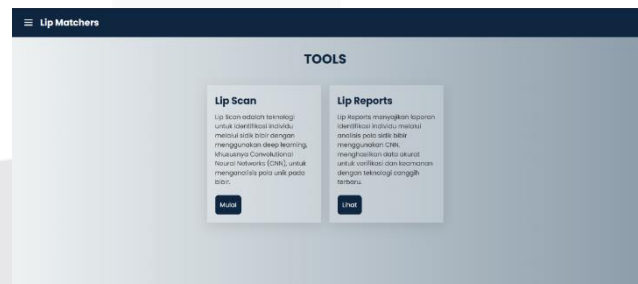 Lip Matchers
TOOLS
Lip Scan
Lip Scan adalah teknologi
untuk identifikasi individu
melalui sidik bibir dengan
menggunakan deep learning,
khususnya Convolutional
Neural Networks (CNN), untuk
menganalisis pola unik pada
bibir.
Mulai
Lip Reports
Lip Reports menyajikan laporan
identifikasi individu melalui
analisis pola sidik bibir
menggunakan CNN,
menghasilkan data akurat
untuk verifikasi dan keamanan
dengan teknologi canggih
terbaru.
Lihat